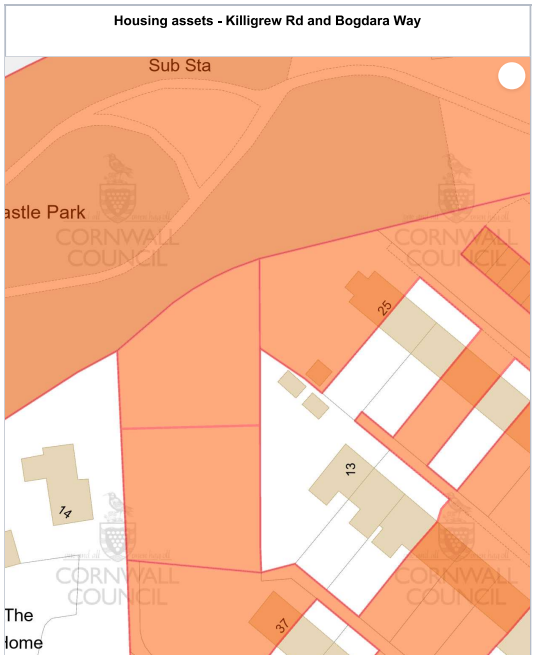 Housing assets - Killigrew Rd and Bogdara Way
Sub Sta
astle Park
CORNWALL
COUNCIL
CORNWALL
COUNCIL
25
13
14
CORNWALL
COUNCIL
CORNWALL
COUNCIL
The
Home
37